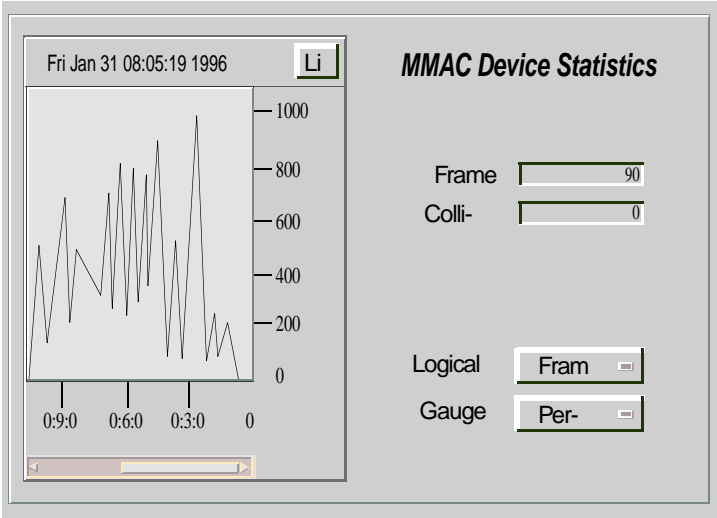 Fri Jan 31 08:05:19 1996
Li
1000
800
600
400
200
0
0:9:0 0:6:0 0:3:0 0
MMAC Device Statistics
Frame 90
Colli- 0
Logical Fram
Gauge Per-